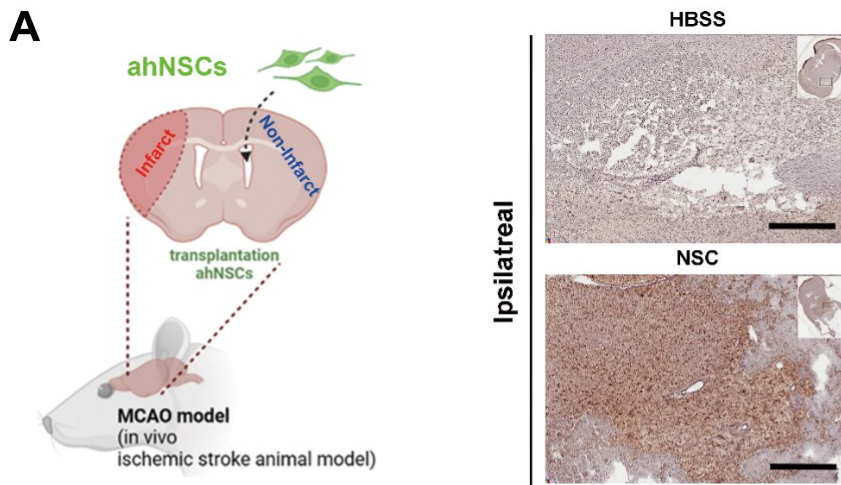 A
ahNSCs
Infarct
Non-Infarct
transplantation
ahNSCs
MCAO model
(in vivo
ischemic stroke animal model)
Ipsilatreal
HBSS
NSC